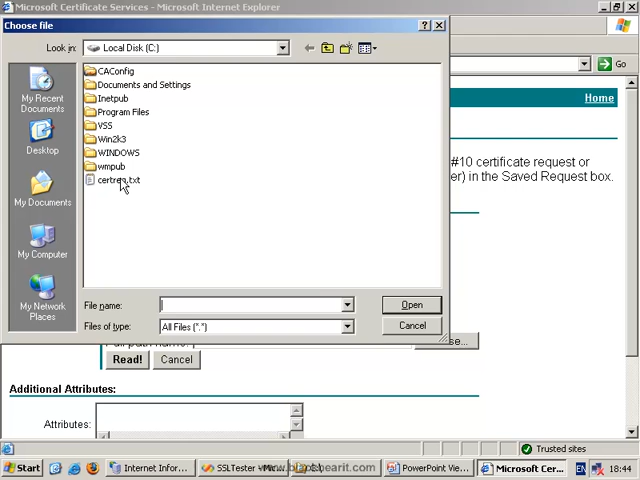 Microsoft Certificate Services - Microsoft Internet Explorer
Choose file
Look in: Local Disk (C:)
Go
My Recent Documents
Desktop
My Documents
My Computer
My Network Places
CAConfig
Documents and Settings
Inetpub
Program Files
VSS
Win2k3
WINDOWS
wmpub
certreq.txt
File name: Open
Files of type: All Files (*.*) Cancel
Home
#10 certificate request or
er) in the Saved Request box.
Read! Cancel
Additional Attributes:
Attributes:
Trusted sites
Start Internet Infor... SSLTester - Micr... PowerPoint Vie... Microsoft Cer... EN 18:44